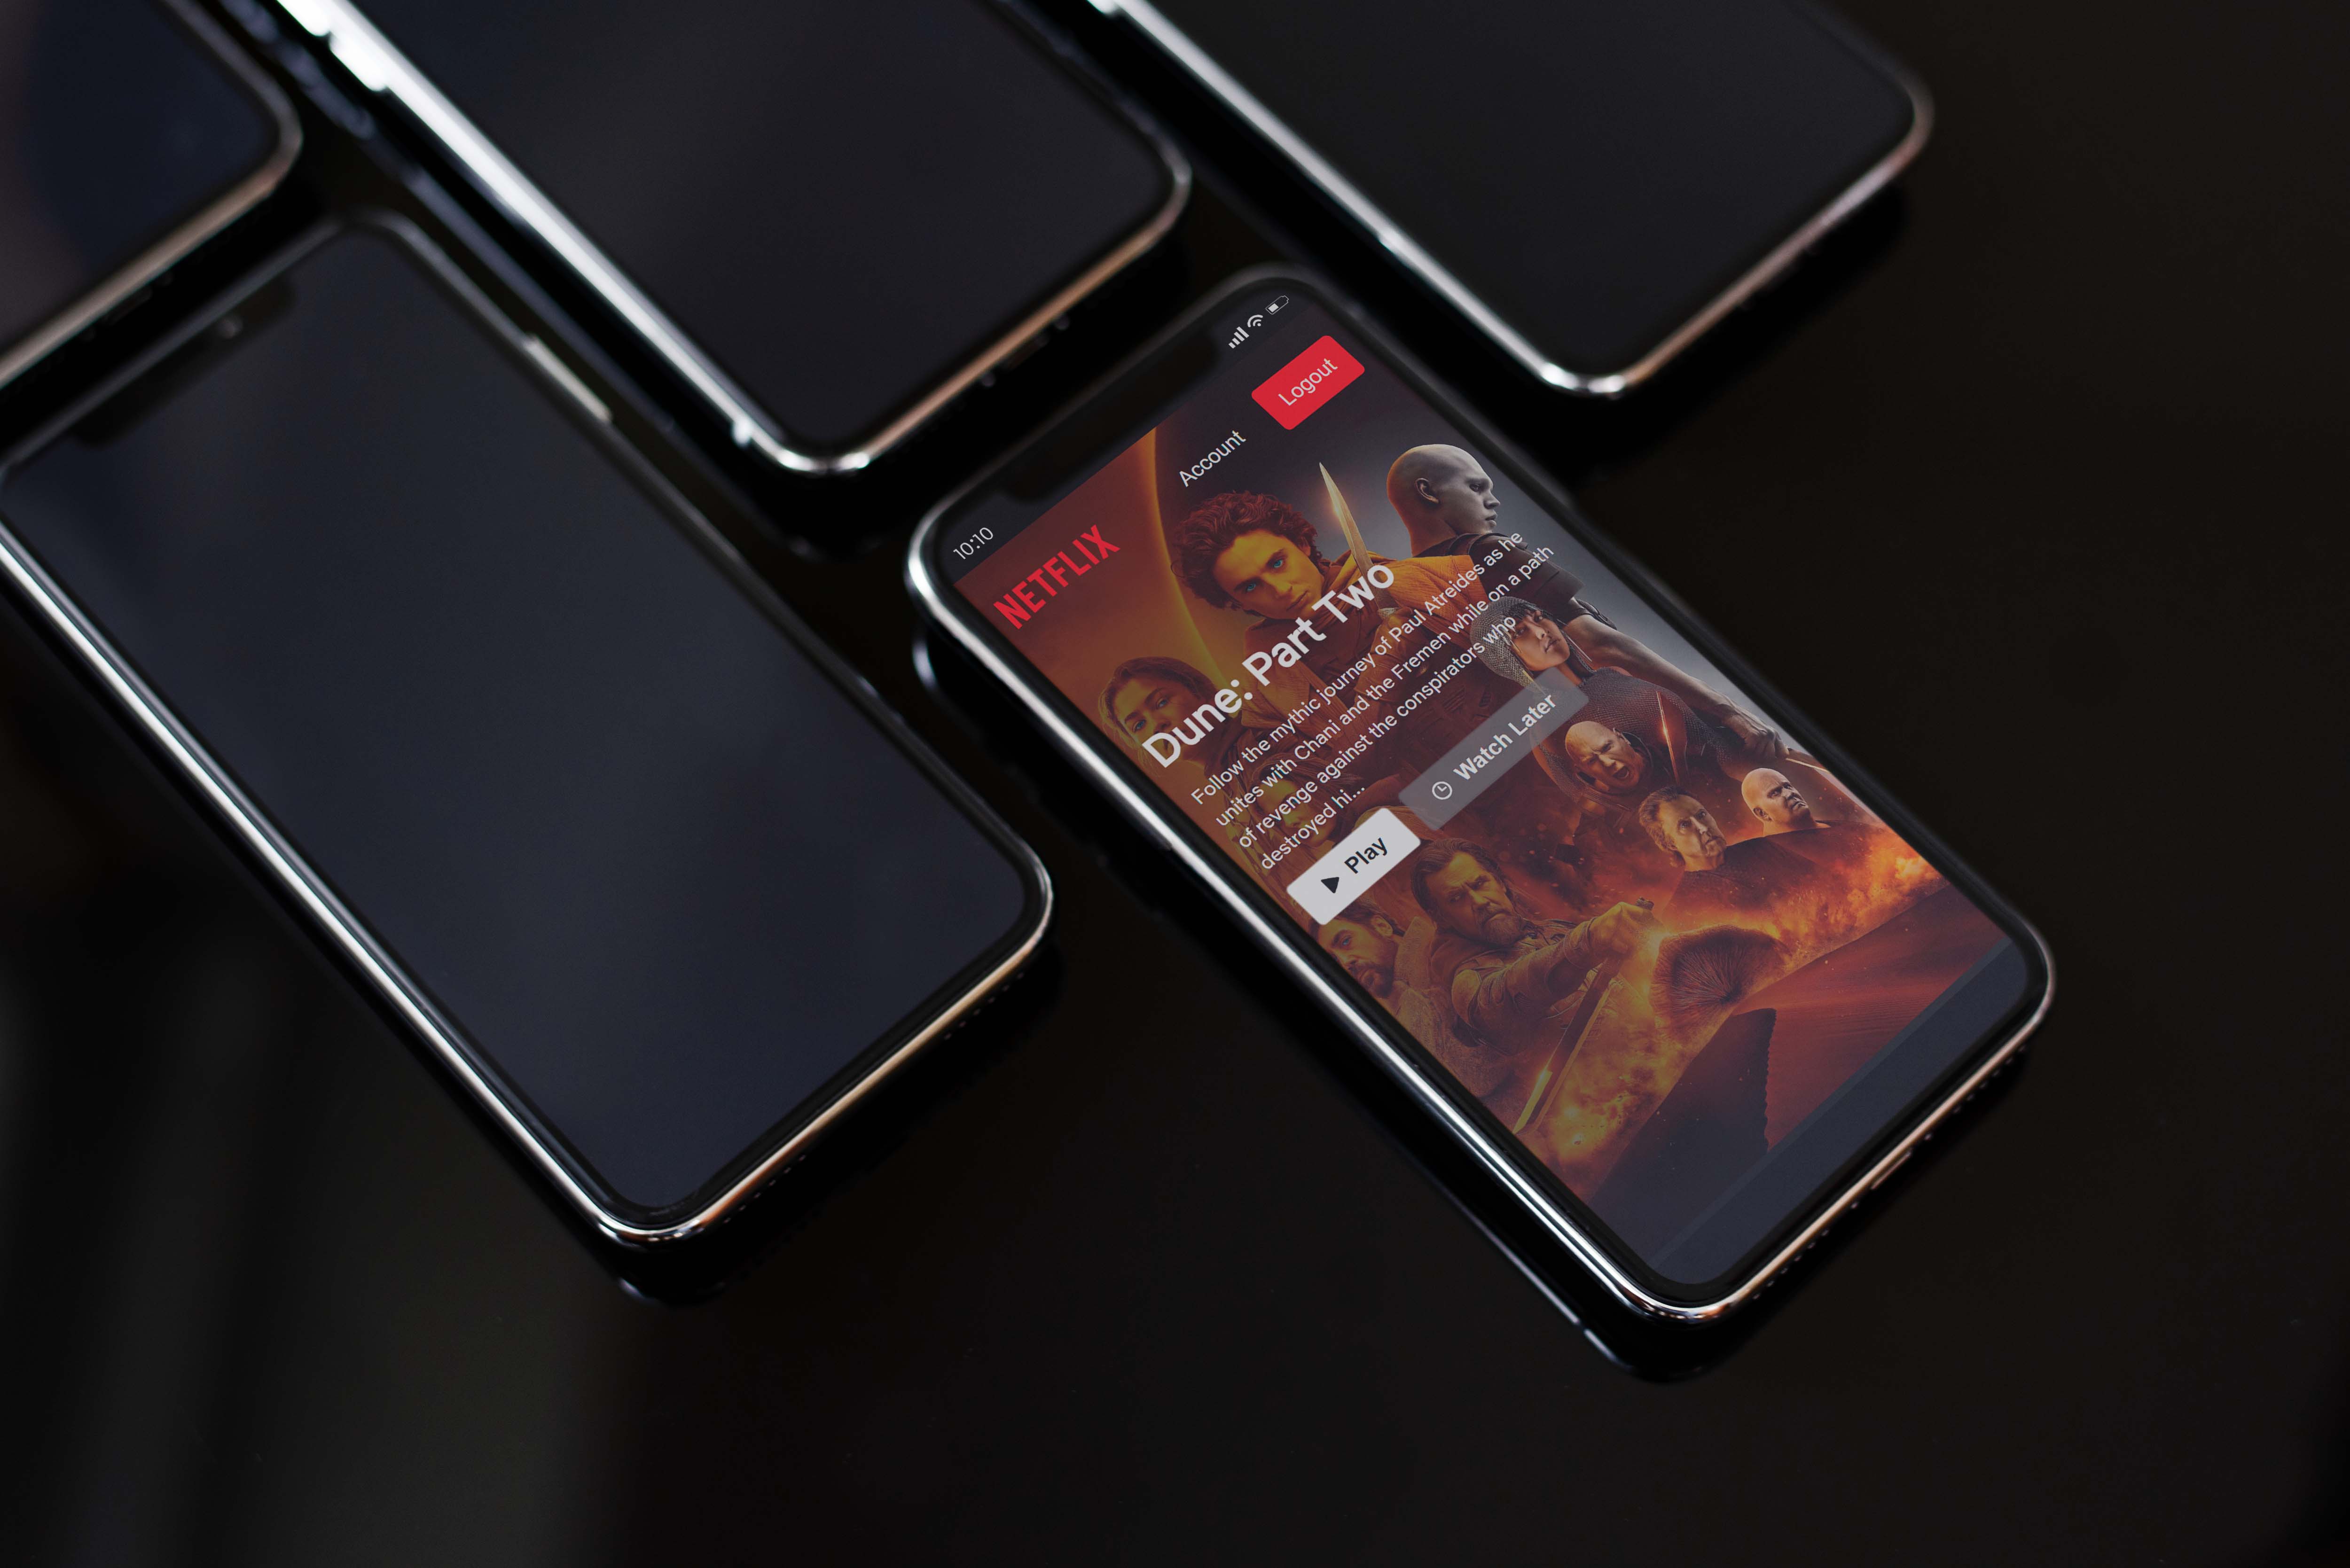 10:10
NETFLIX
Account
Logout
Dune: Part Two
Follow the mythic journey of Paul Atreides as he
unites with Chani and the Fremen while on a path
of revenge against the conspirators who
destroyed hi...
Play
Watch Later